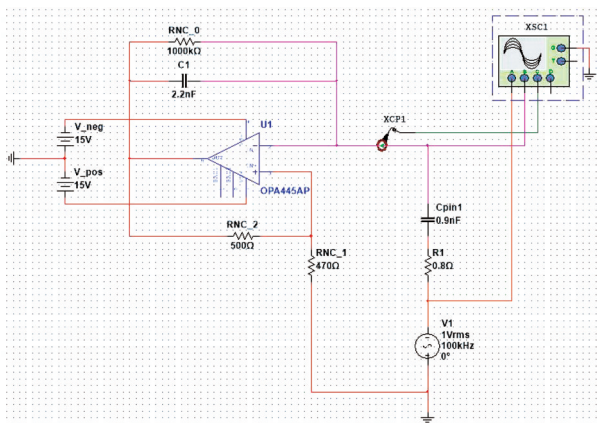 XSC1
G
T
A B C D
RNC_0
1000kΩ
C1
2.2nF
XCP1
V_neg
15V
U1
V_pos
15V
OPA445AP
Cpin1
0.9nF
RNC_2
500Ω
RNC_1
470Ω
R1
0.8Ω
V1
1Vrms
100kHz
0°